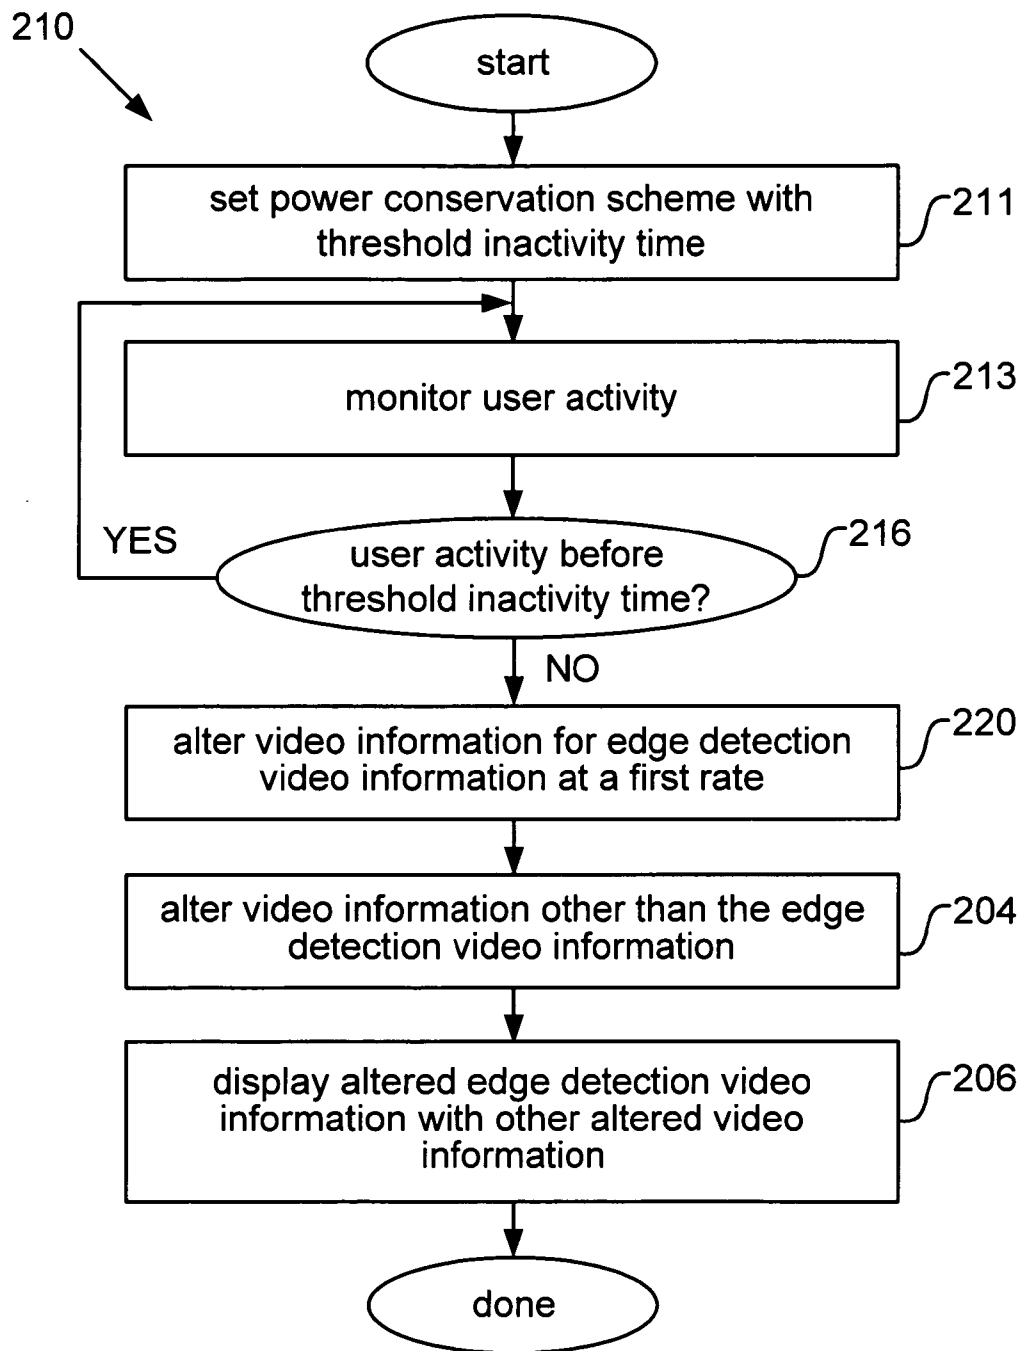 210
start
set power conservation scheme with
threshold inactivity time
211
monitor user activity
213
YES
user activity before
threshold inactivity time?
216
NO
alter video information for edge detection
video information at a first rate
220
alter video information other than the edge
detection video information
204
display altered edge detection video
information with other altered video
information
206
done